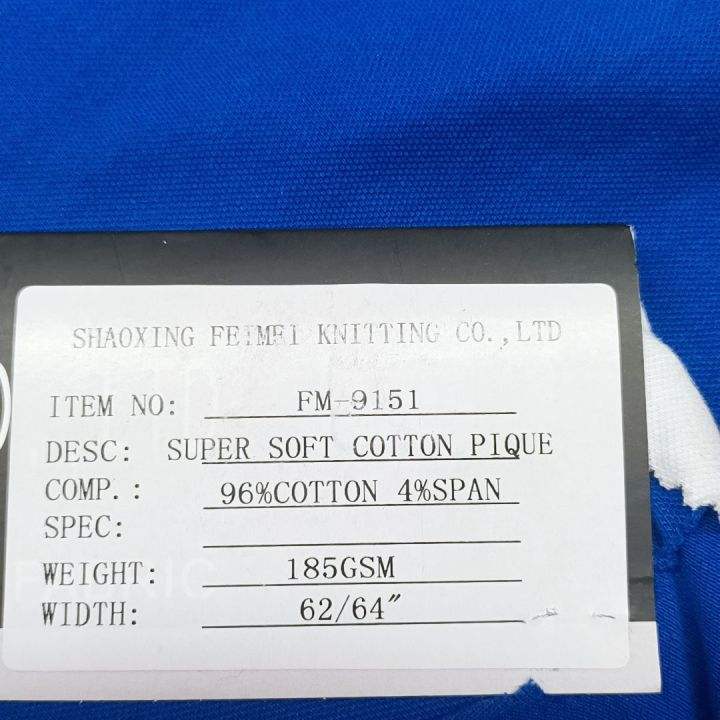 SHAOXING FEIMEI KNITTING CO.,LTD
ITEM NO: FM-9151
DESC: SUPER SOFT COTTON PIQUE
COMP.: 96%COTTON 4%SPAN
SPEC:
WEIGHT: 185GSM
WIDTH: 62/64″